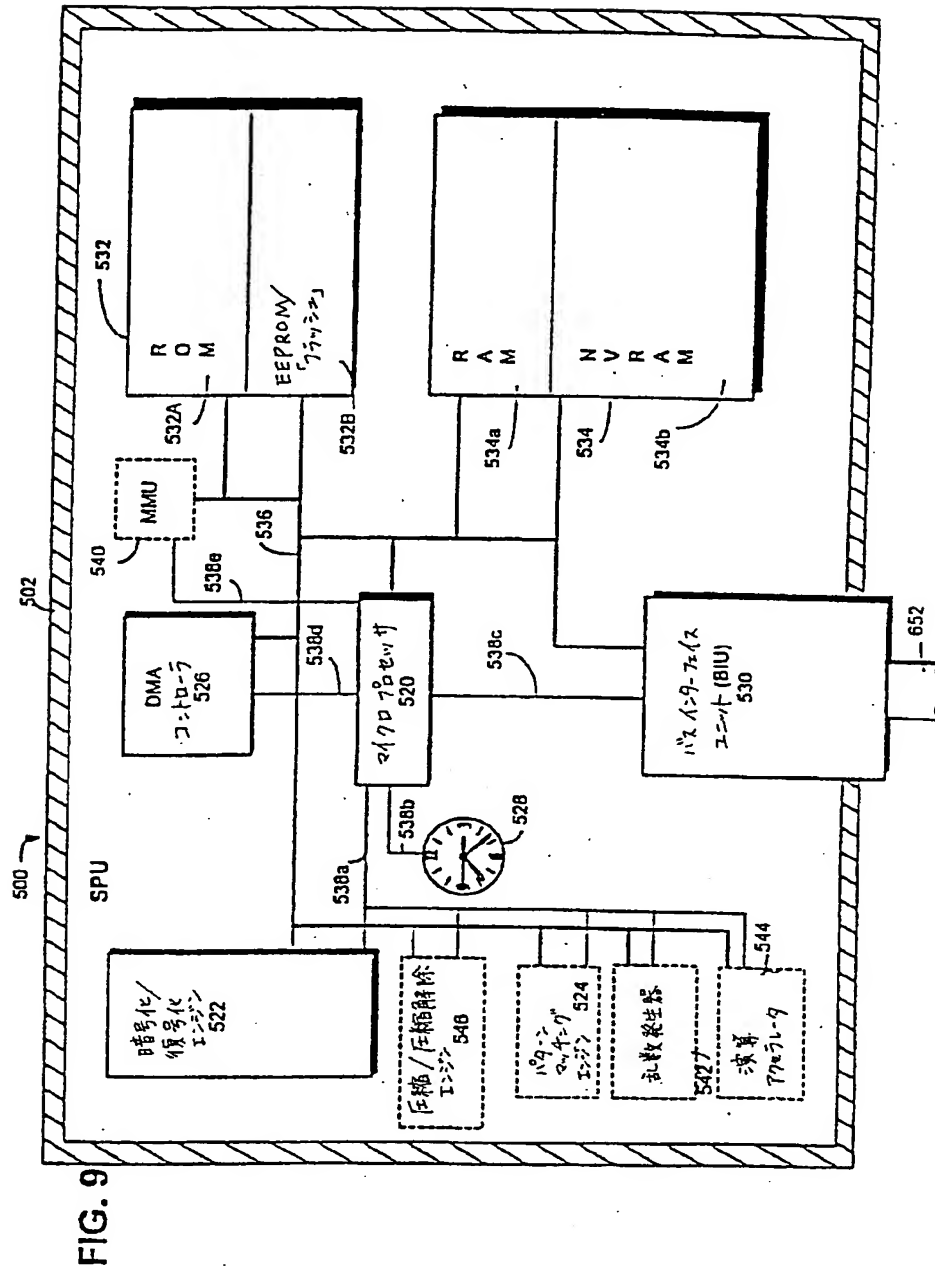 FIG. 9
500
502
SPU
暗号化/
復号化
エンジン
522
DMA
コントローラ
526
540
MMU
532
R
O
M
532A
EEPROM/
「フラッシュ」
532B
536
538e
538d
マイクロプロセッサ
520
538a
538b
528
538c
圧縮/圧縮解除
エンジン
546
パターン
マッチング
エンジン
524
乱数発生器
542
演算
アクセラレータ
544
バスインターフェイス
ユニット(BIU)
530
652
R
A
M
534a
N
V
R
A
M
534
534b